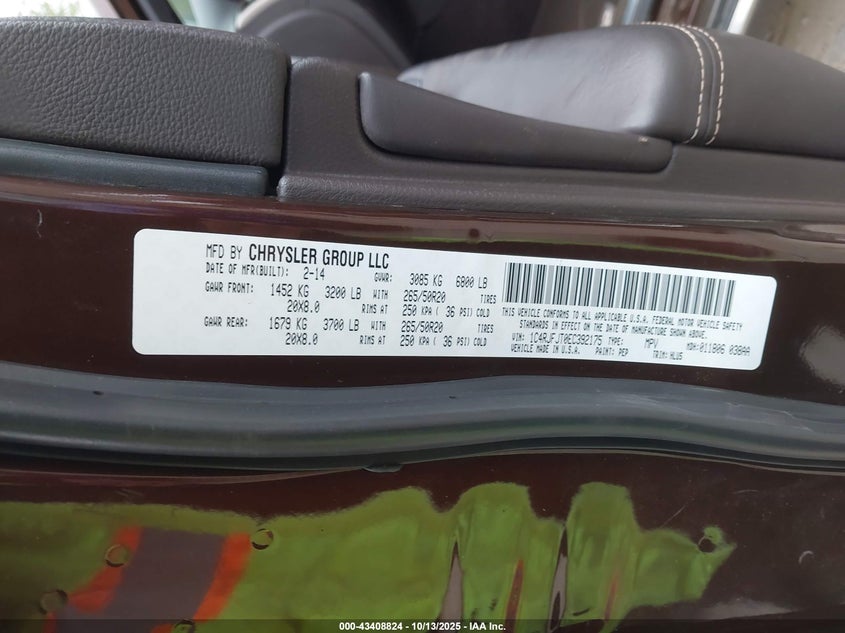 MFD BY CHRYSLER GROUP LLC
DATE OF MFR(BUILT): 2-14 GVWR: 3085 KG 6800 LB
GAWR FRONT: 1452 KG 3200 LB WITH 265/50R20 TIRES
20X8.0 RIMS AT 250 KPA ( 36 PSI) COLD
GAWR REAR: 1679 KG 3700 LB WITH 265/50R20 TIRES
20X8.0 RIMS AT 250 KPA ( 36 PSI) COLD
THIS VEHICLE CONFORMS TO ALL APPLICABLE U.S.A. FEDERAL MOTOR VEHICLE SAFETY
STANDARDS IN EFFECT ON THE DATE OF MANUFACTURE SHOWN ABOVE.
VIN: 1C4RJFJT0EC392175 TYPE: MPV MDH: 011806 038AA
VEHICLE MADE IN U.S.A. PAINT: PEP TRIM: HLUS
000-43408824 | 10/13/2025 - IAA Inc.